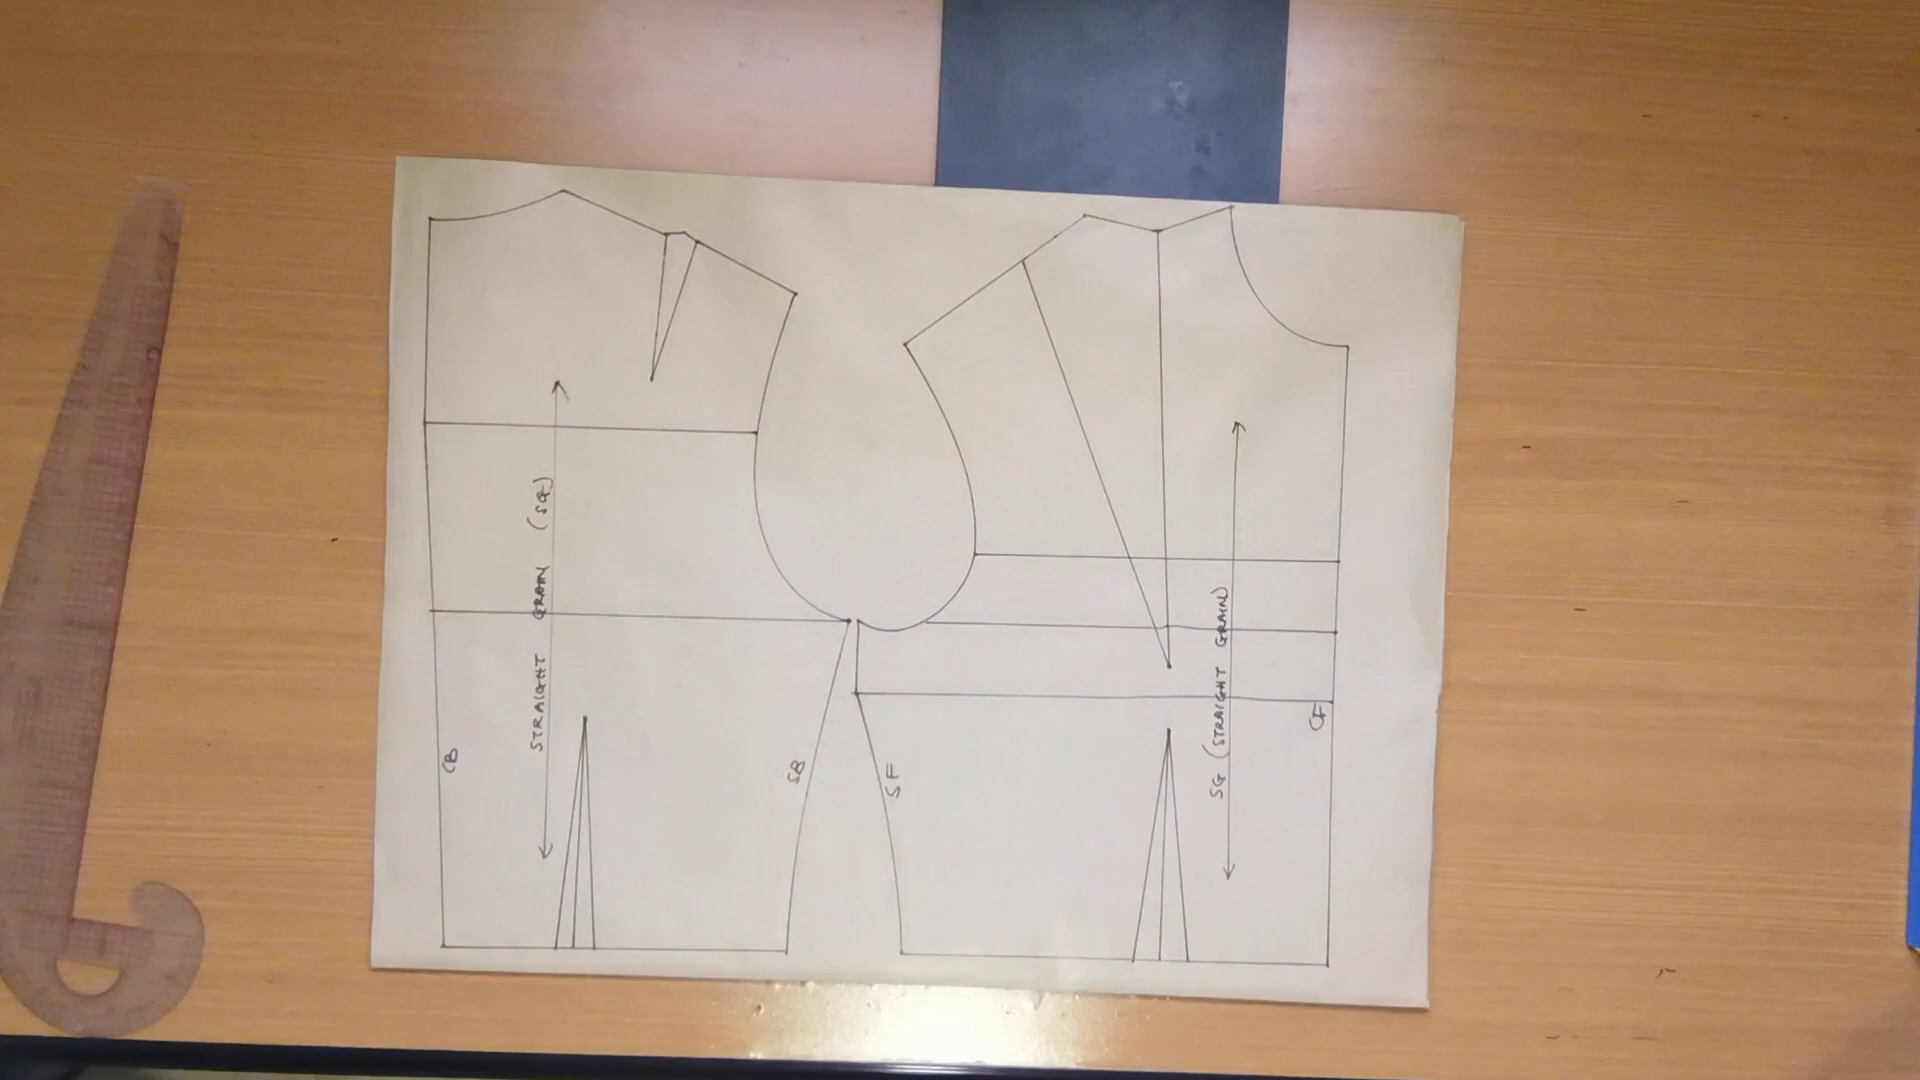 CB
STRAIGHT GRAIN (SG)
SB
SF
SG (STRAIGHT GRAIN)
CF